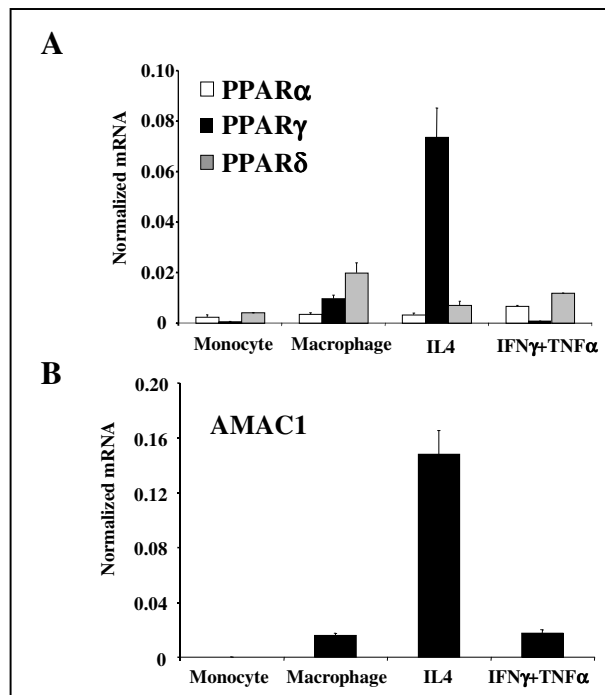 A
Normalized mRNA
0.10
0.08
0.06
0.04
0.02
0
PPARα
PPARγ
PPARδ
Monocyte
Macrophage
IL4
IFNγ+TNFα
B
Normalized mRNA
0.20
0.16
0.12
0.08
0.04
0
AMAC1
Monocyte
Macrophage
IL4
IFNγ+TNFα